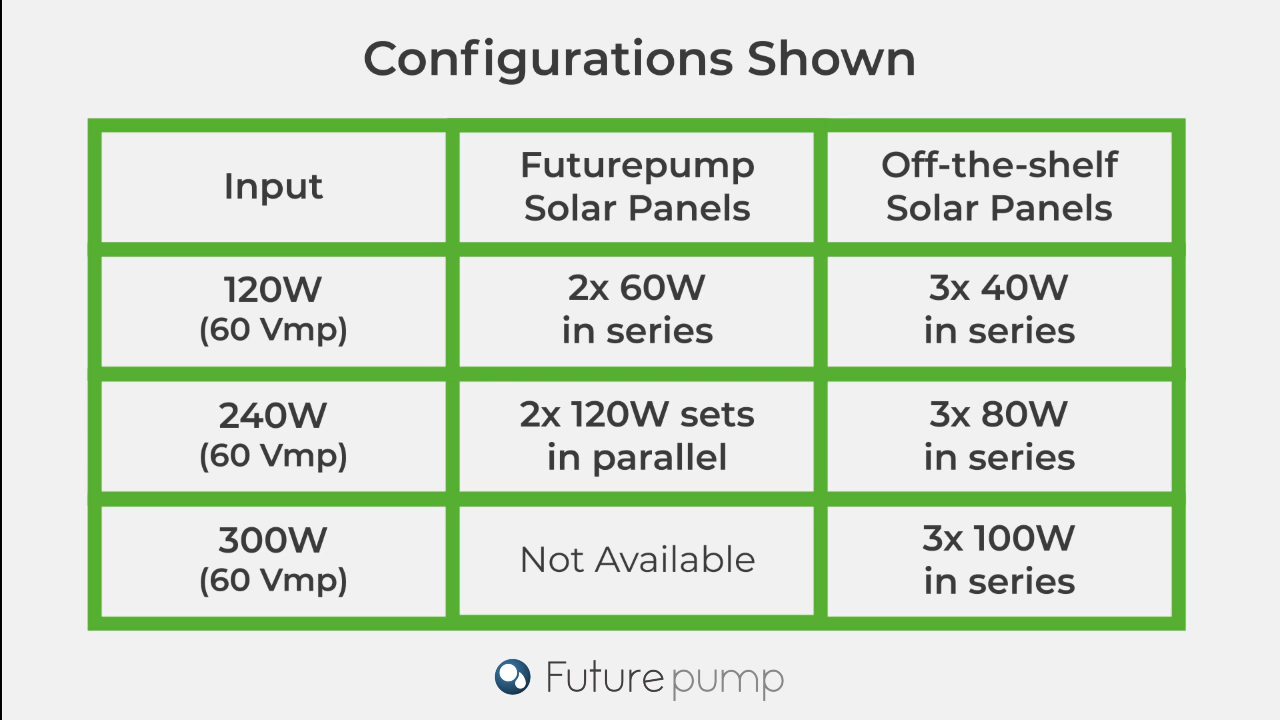 Configurations Shown
Input
Futurepump
Solar Panels
Off-the-shelf
Solar Panels
120W
(60 Vmp)
2x 60W
in series
3x 40W
in series
240W
(60 Vmp)
2x 120W sets
in parallel
3x 80W
in series
300W
(60 Vmp)
Not Available
3x 100W
in series
Futurepump